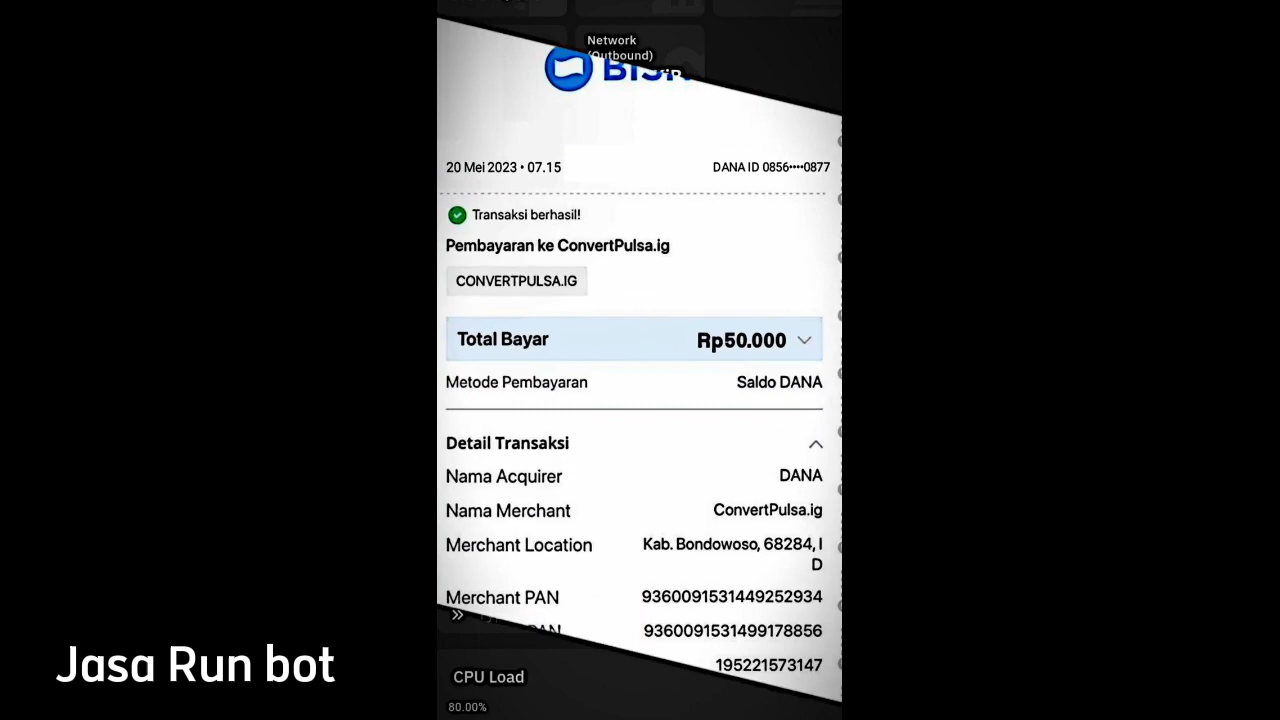 Network
(Outbound)
20 Mei 2023 • 07.15
DANA ID 0856••••0877
Transaksi berhasil!
Pembayaran ke ConvertPulsa.ig
CONVERTPULSA.IG
Total Bayar Rp50.000
Metode Pembayaran Saldo DANA
Detail Transaksi
Nama Acquirer DANA
Nama Merchant ConvertPulsa.ig
Merchant Location Kab. Bondowoso, 68284, I
D
Merchant PAN 9360091531449252934
9360091531499178856
195221573147
CPU Load
80.00%
Jasa Run bot